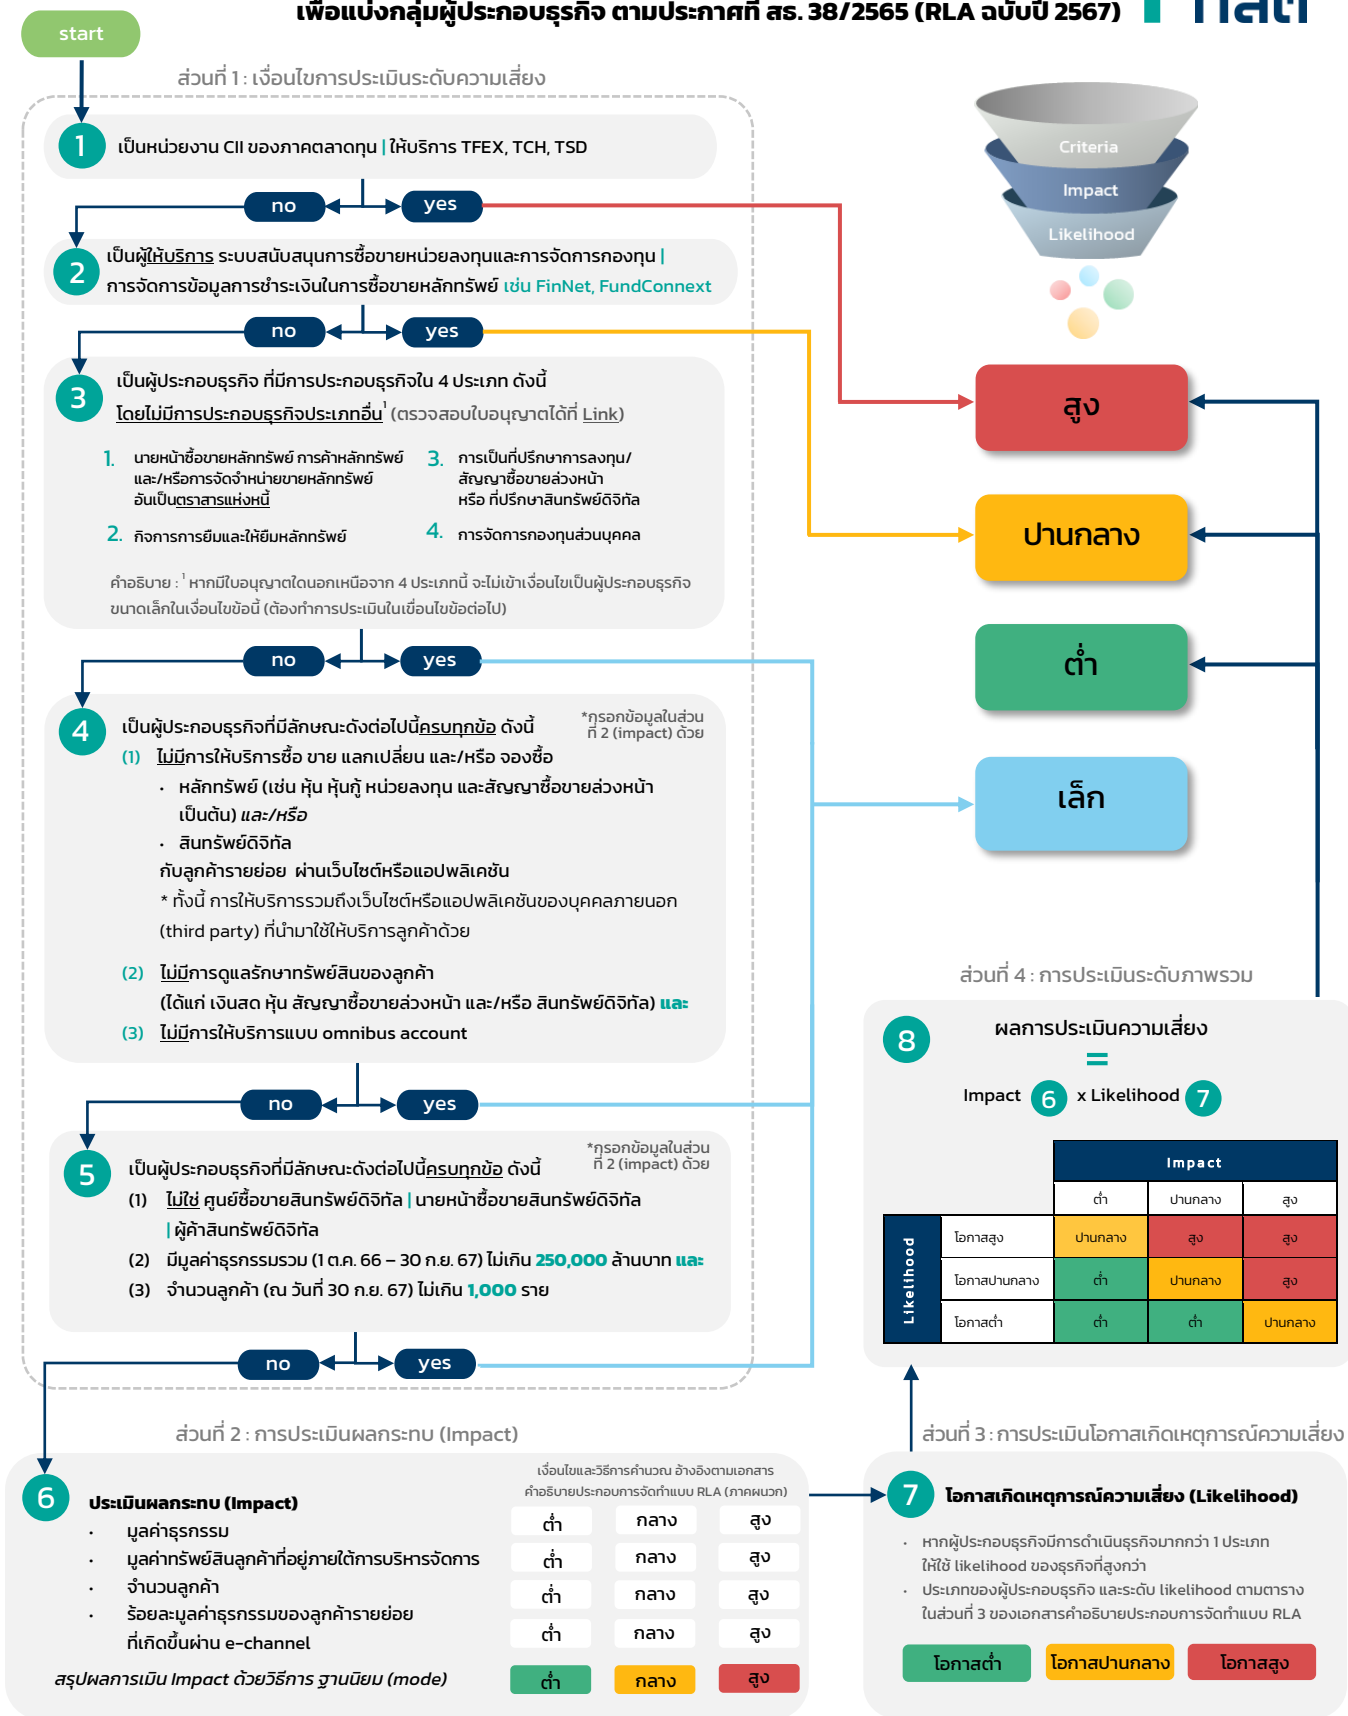 เพื่อแบ่งกลุ่มผู้ประกอบธุรกิจ ตามประกาศที่ สธ. 38/2565 (RLA ฉบับปี 2567)
start
ส่วนที่ 1 : เงื่อนไขการประเมินระดับความเสี่ยง
1
เป็นหน่วยงาน CII ของภาคตลาดทุน | ให้บริการ TFEX, TCH, TSD
no
yes
2
เป็นผู้ให้บริการ ระบบสนับสนุนการซื้อขายหน่วยลงทุนและการจัดการกองทุน |
การจัดการข้อมูลการชำระเงินในการซื้อขายหลักทรัพย์ เช่น FinNet, FundConnext
no
yes
3
เป็นผู้ประกอบธุรกิจ ที่มีการประกอบธุรกิจใน 4 ประเภท ดังนี้
โดยไม่มีการประกอบธุรกิจประเภทอื่น¹ (ตรวจสอบใบอนุญาตได้ที่ Link)
1. นายหน้าซื้อขายหลักทรัพย์ การค้าหลักทรัพย์
และ/หรือการจัดจำหน่ายขายหลักทรัพย์
อันเป็นตราสารแห่งหนี้
2. กิจการการยืมและให้ยืมหลักทรัพย์
3. การเป็นที่ปรึกษาการลงทุน/
สัญญาซื้อขายล่วงหน้า
หรือ ที่ปรึกษาสินทรัพย์ดิจิทัล
4. การจัดการกองทุนส่วนบุคคล
คำอธิบาย : ¹ หากมีใบอนุญาตใดนอกเหนือจาก 4 ประเภทนี้ จะไม่เข้าเงื่อนไขเป็นผู้ประกอบธุรกิจ
ขนาดเล็กในเงื่อนไขข้อนี้ (ต้องทำการประเมินในเขื่อนไขข้อต่อไป)
no
yes
4
เป็นผู้ประกอบธุรกิจที่มีลักษณะดังต่อไปนี้ครบทุกข้อ ดังนี้
*กรอกข้อมูลในส่วน
ที่ 2 (impact) ด้วย
(1) ไม่มีการให้บริการซื้อ ขาย แลกเปลี่ยน และ/หรือ จองซื้อ
• หลักทรัพย์ (เช่น หุ้น หุ้นกู้ หน่วยลงทุน และสัญญาซื้อขายล่วงหน้า
เป็นต้น) และ/หรือ
• สินทรัพย์ดิจิทัล
กับลูกค้ารายย่อย ผ่านเว็บไซต์หรือแอปพลิเคชัน
* ทั้งนี้ การให้บริการรวมถึงเว็บไซต์หรือแอปพลิเคชันของบุคคลภายนอก
(third party) ที่นำมาใช้ให้บริการลูกค้าด้วย
(2) ไม่มีการดูแลรักษาทรัพย์สินของลูกค้า
(ได้แก่ เงินสด หุ้น สัญญาซื้อขายล่วงหน้า และ/หรือ สินทรัพย์ดิจิทัล) และ
(3) ไม่มีการให้บริการแบบ omnibus account
no
yes
5
เป็นผู้ประกอบธุรกิจที่มีลักษณะดังต่อไปนี้ครบทุกข้อ ดังนี้
*กรอกข้อมูลในส่วน
ที่ 2 (impact) ด้วย
(1) ไม่ใช่ ศูนย์ซื้อขายสินทรัพย์ดิจิทัล | นายหน้าซื้อขายสินทรัพย์ดิจิทัล
| ผู้ค้าสินทรัพย์ดิจิทัล
(2) มีมูลค่าธุรกรรมรวม (1 ต.ค. 66 – 30 ก.ย. 67) ไม่เกิน 250,000 ล้านบาท และ
(3) จำนวนลูกค้า (ณ วันที่ 30 ก.ย. 67) ไม่เกิน 1,000 ราย
no
yes
Criteria
Impact
Likelihood
สูง
ปานกลาง
ต่ำ
เล็ก
ส่วนที่ 2 : การประเมินผลกระทบ (Impact)
6
ประเมินผลกระทบ (Impact)
• มูลค่าธุรกรรม
• มูลค่าทรัพย์สินลูกค้าที่อยู่ภายใต้การบริหารจัดการ
• จำนวนลูกค้า
• ร้อยละมูลค่าธุรกรรมของลูกค้ารายย่อย
ที่เกิดขึ้นผ่าน e-channel
สรุปผลการเมิน Impact ด้วยวิธีการ ฐานนิยม (mode)
เงื่อนไขและวิธีการคำนวณ อ้างอิงตามเอกสาร
คำอธิบายประกอบการจัดทำแบบ RLA (ภาคผนวก)
ต่ำ กลาง สูง
ต่ำ กลาง สูง
ต่ำ กลาง สูง
ต่ำ กลาง สูง
ต่ำ กลาง สูง
ส่วนที่ 3 : การประเมินโอกาสเกิดเหตุการณ์ความเสี่ยง
7
โอกาสเกิดเหตุการณ์ความเสี่ยง (Likelihood)
• หากผู้ประกอบธุรกิจมีการดำเนินธุรกิจมากกว่า 1 ประเภท
ให้ใช้ likelihood ของธุรกิจที่สูงกว่า
• ประเภทของผู้ประกอบธุรกิจ และระดับ likelihood ตามตาราง
ในส่วนที่ 3 ของเอกสารคำอธิบายประกอบการจัดทำแบบ RLA
โอกาสต่ำ โอกาสปานกลาง โอกาสสูง
ส่วนที่ 4 : การประเมินระดับภาพรวม
8
ผลการประเมินความเสี่ยง
=
Impact 6 x Likelihood 7
Impact
ต่ำ ปานกลาง สูง
Likelihood
โอกาสสูง ปานกลาง สูง สูง
โอกาสปานกลาง ต่ำ ปานกลาง สูง
โอกาสต่ำ ต่ำ ต่ำ ปานกลาง